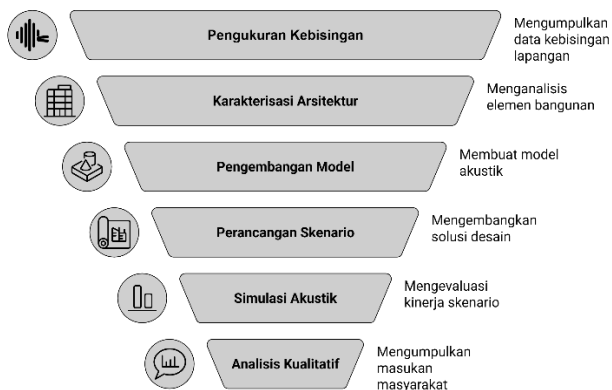 Pengukuran Kebisingan
Mengumpulkan
data kebisingan
lapangan
Karakterisasi Arsitektur
Menganalisis
elemen bangunan
Pengembangan Model
Membuat model
akustik
Perancangan Skenario
Mengembangkan
solusi desain
Simulasi Akustik
Mengevaluasi
kinerja skenario
Analisis Kualitatif
Mengumpulkan
masukan
masyarakat